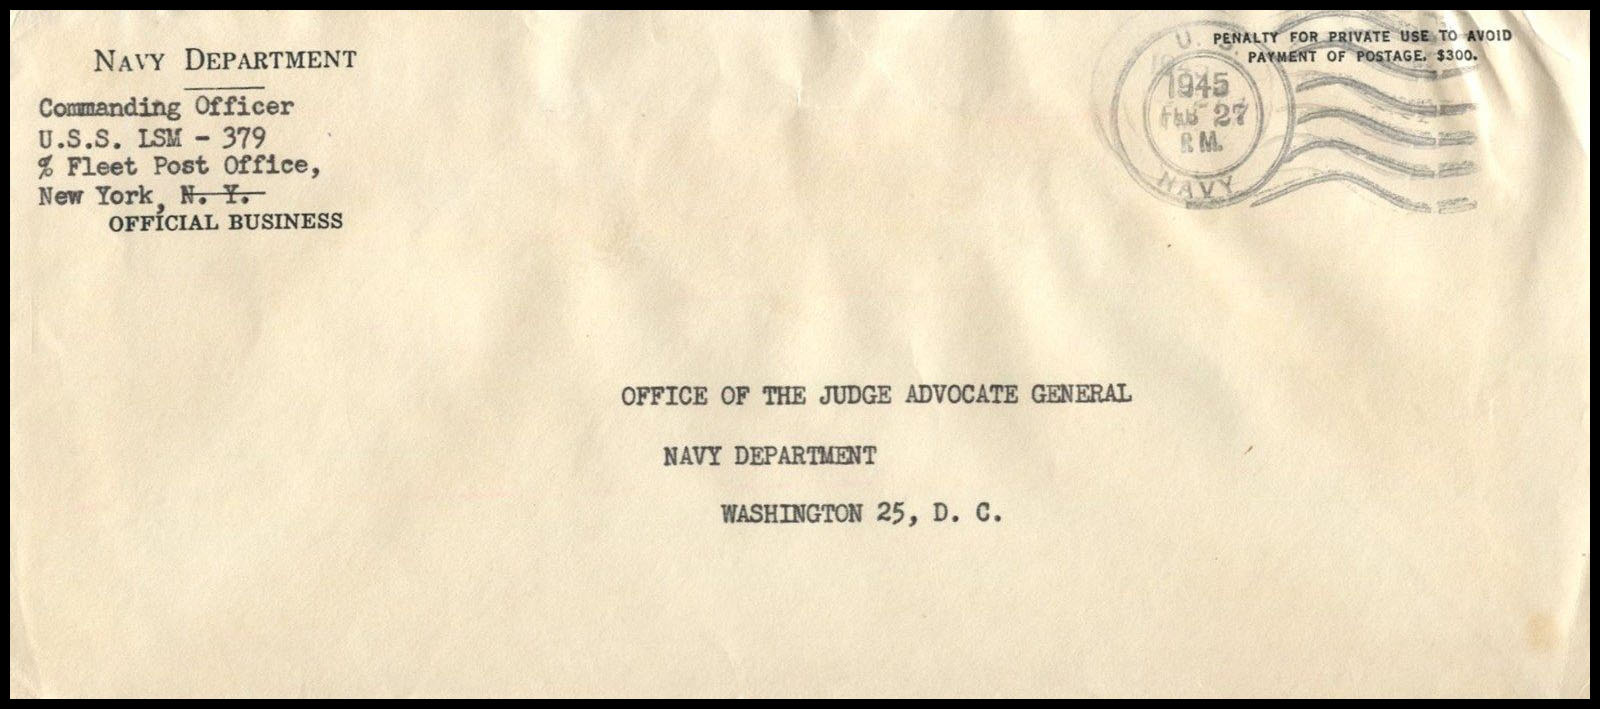 NAVY DEPARTMENT
Commanding Officer
U.S.S. LSM - 379
% Fleet Post Office,
New York, N. Y.
OFFICIAL BUSINESS
PENALTY FOR PRIVATE USE TO AVOID
PAYMENT OF POSTAGE, $300.
U. S.
1945
FEB 27
P.M.
NAVY
OFFICE OF THE JUDGE ADVOCATE GENERAL
NAVY DEPARTMENT
WASHINGTON 25, D. C.